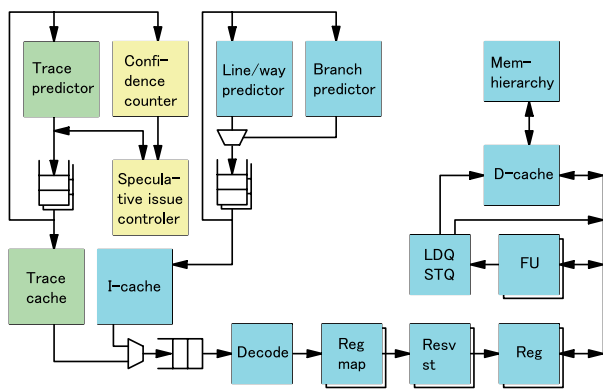 Trace
predictor
Confi-
dence
counter
Line/way
predictor
Branch
predictor
Mem-
hierarchy
Specula-
tive issue
controler
D-cache
Trace
cache
I-cache
LDQ
STQ
FU
Decode
Reg
map
Resv
st
Reg